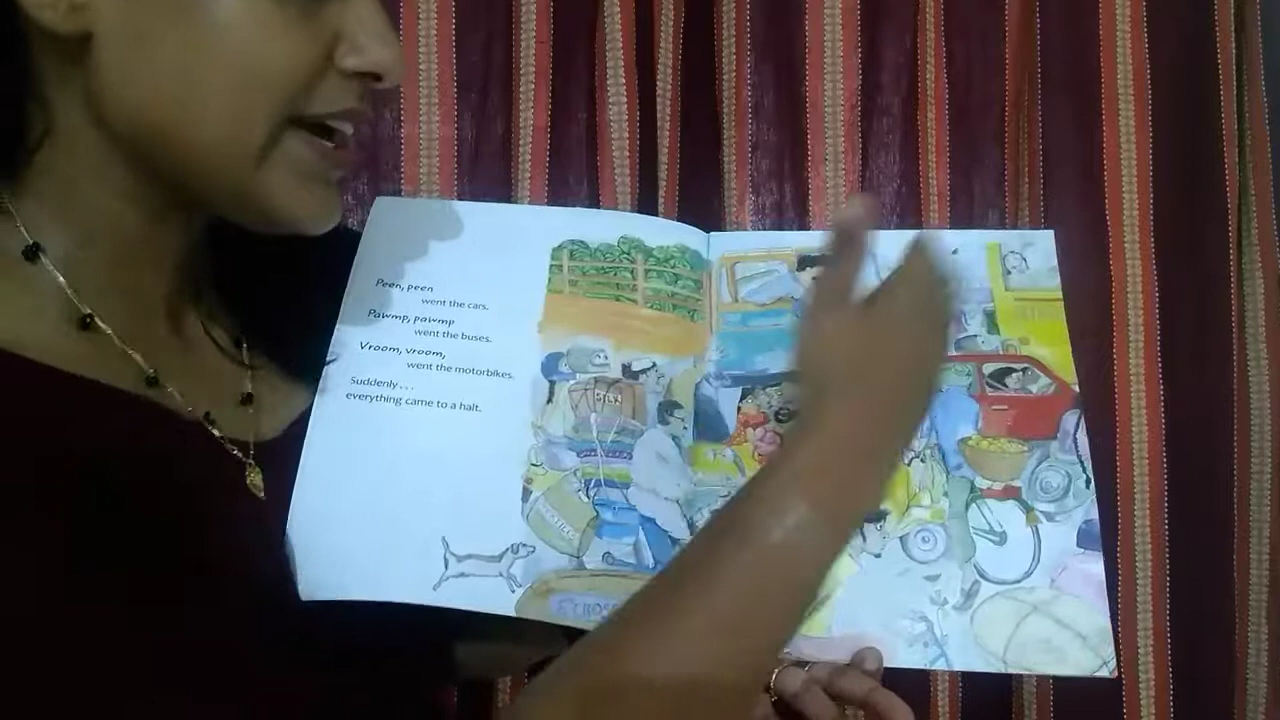 Peen, peen
went the cars.
Pawmp, pawmp
went the buses.
Vroom, vroom,
went the motorbikes.
Suddenly...
everything came to a halt.